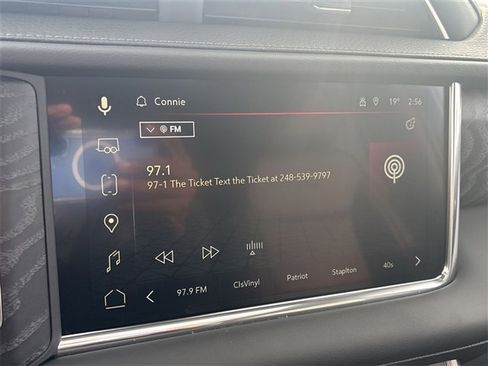 Connie 19° 2:56
FM
97.1
97-1 The Ticket Text the Ticket at 248-539-9797
97.9 FM ClsVinyl Patriot Staplton 40s